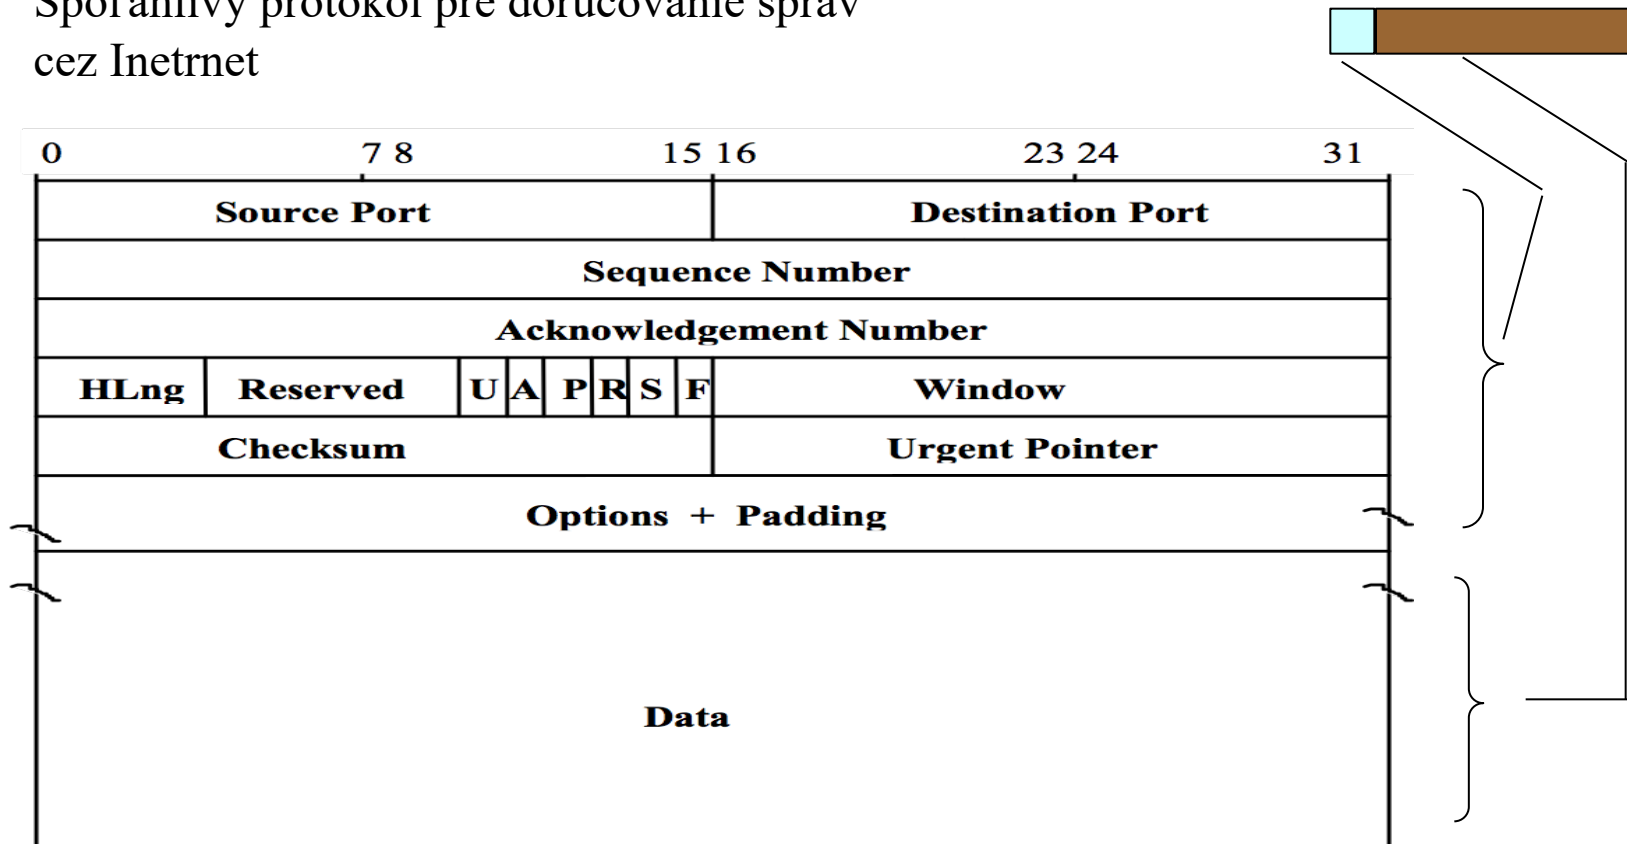 Spoľahlivý protokol pre doručovanie správ
cez Inetrnet
0 7 8 15 16 23 24 31
Source Port Destination Port
Sequence Number
Acknowledgement Number
HLng Reserved U A P R S F Window
Checksum Urgent Pointer
Options + Padding
Data